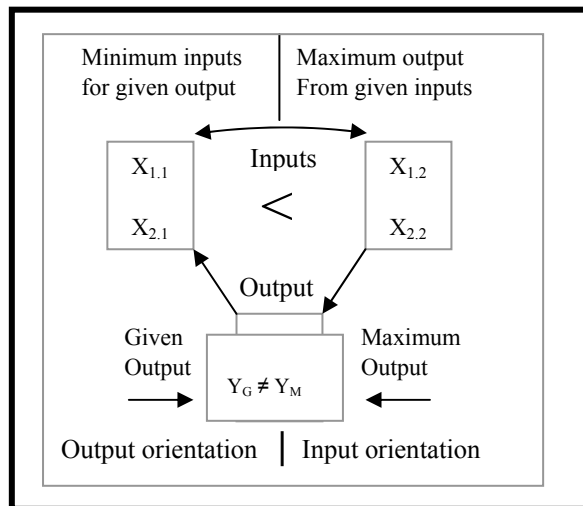 Minimum inputs
for given output
Maximum output
From given inputs
Inputs
X1.1
X2.1
<
X1.2
X2.2
Output
Given
Output
YG ≠ YM
Maximum
Output
Output orientation
Input orientation